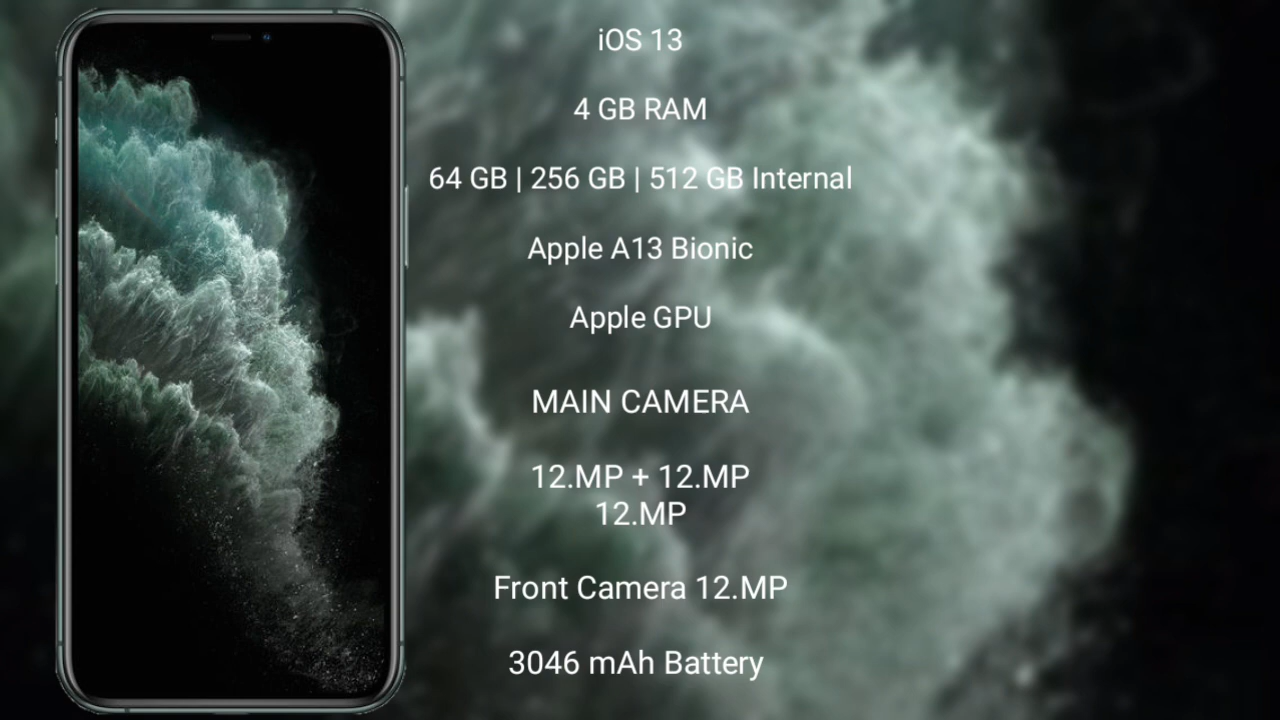 iOS 13
4 GB RAM
64 GB | 256 GB | 512 GB Internal
Apple A13 Bionic
Apple GPU
MAIN CAMERA
12.MP + 12.MP
12.MP
Front Camera 12.MP
3046 mAh Battery